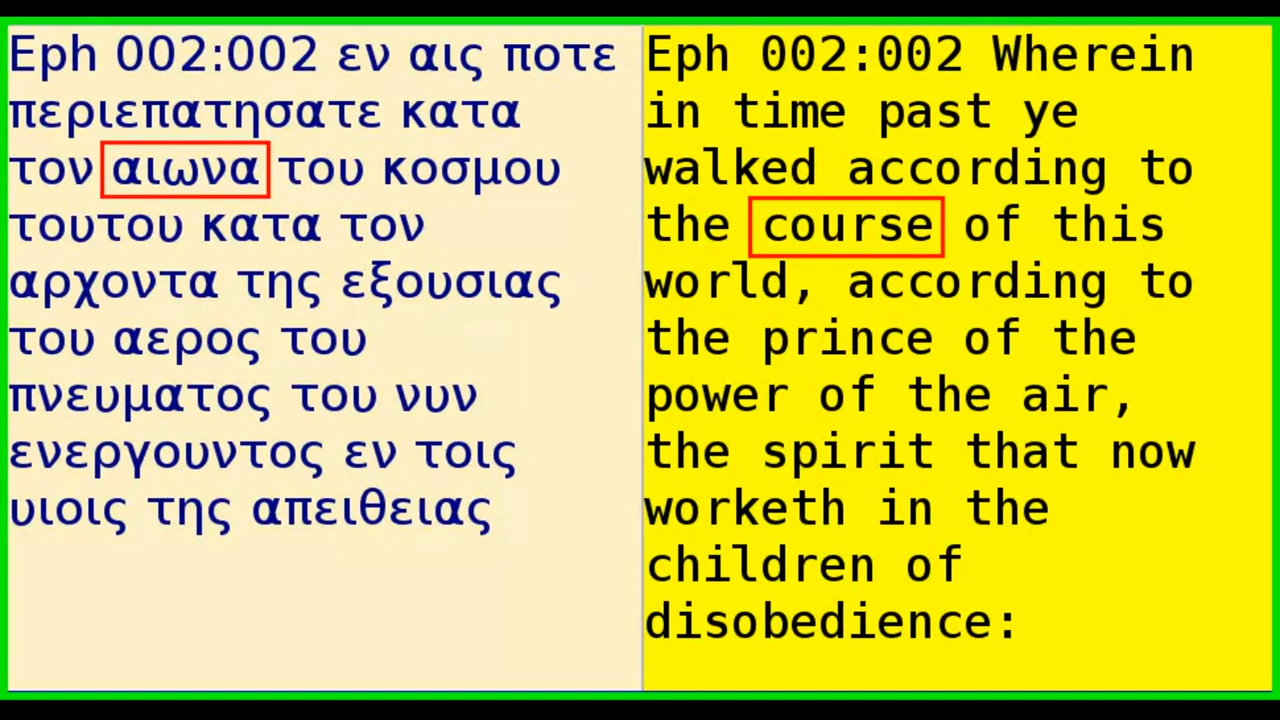 Eph 002:002 εν αις ποτε
περιεπατησατε κατα
τον αιωνα του κοσμου
τουτου κατα τον
αρχοντα της εξουσιας
του αερος του
πνευματος του νυν
ενεργουντος εν τοις
υιοις της απειθειας
Eph 002:002 Wherein
in time past ye
walked according to
the course of this
world, according to
the prince of the
power of the air,
the spirit that now
worketh in the
children of
disobedience: